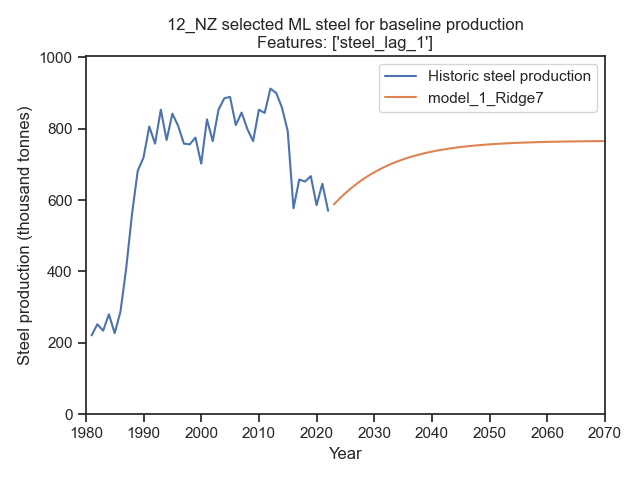 12_NZ selected ML steel for baseline production
Features: ['steel_lag_1']
Historic steel production
model_1_Ridge7
Steel production (thousand tonnes)
1000
800
600
400
200
0
1980 1990 2000 2010 2020 2030 2040 2050 2060 2070
Year